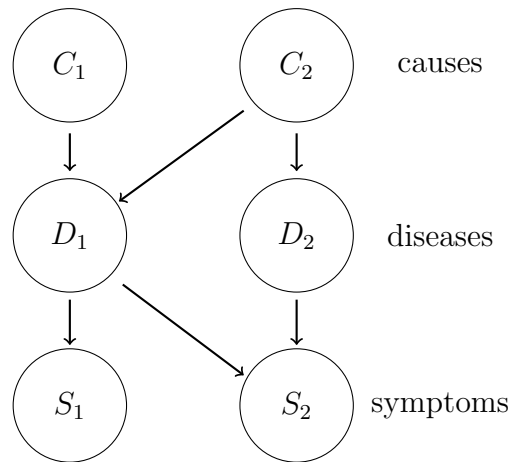 C₁ C₂ causes
D₁ D₂ diseases
S₁ S₂ symptoms